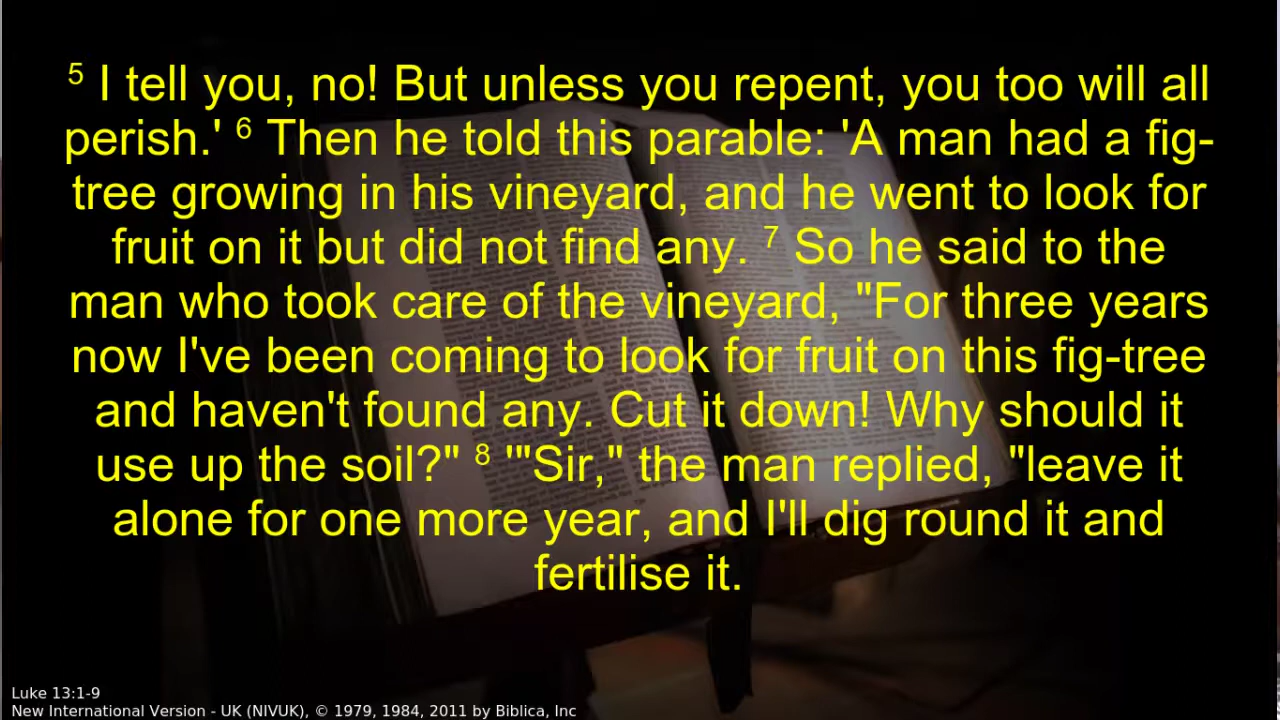 5 I tell you, no! But unless you repent, you too will all
perish.' 6 Then he told this parable: 'A man had a fig-
tree growing in his vineyard, and he went to look for
fruit on it but did not find any. 7 So he said to the
man who took care of the vineyard, "For three years
now I've been coming to look for fruit on this fig-tree
and haven't found any. Cut it down! Why should it
use up the soil?" 8 '"Sir," the man replied, "leave it
alone for one more year, and I'll dig round it and
fertilise it.
Luke 13:1-9
New International Version - UK (NIVUK), © 1979, 1984, 2011 by Biblica, Inc